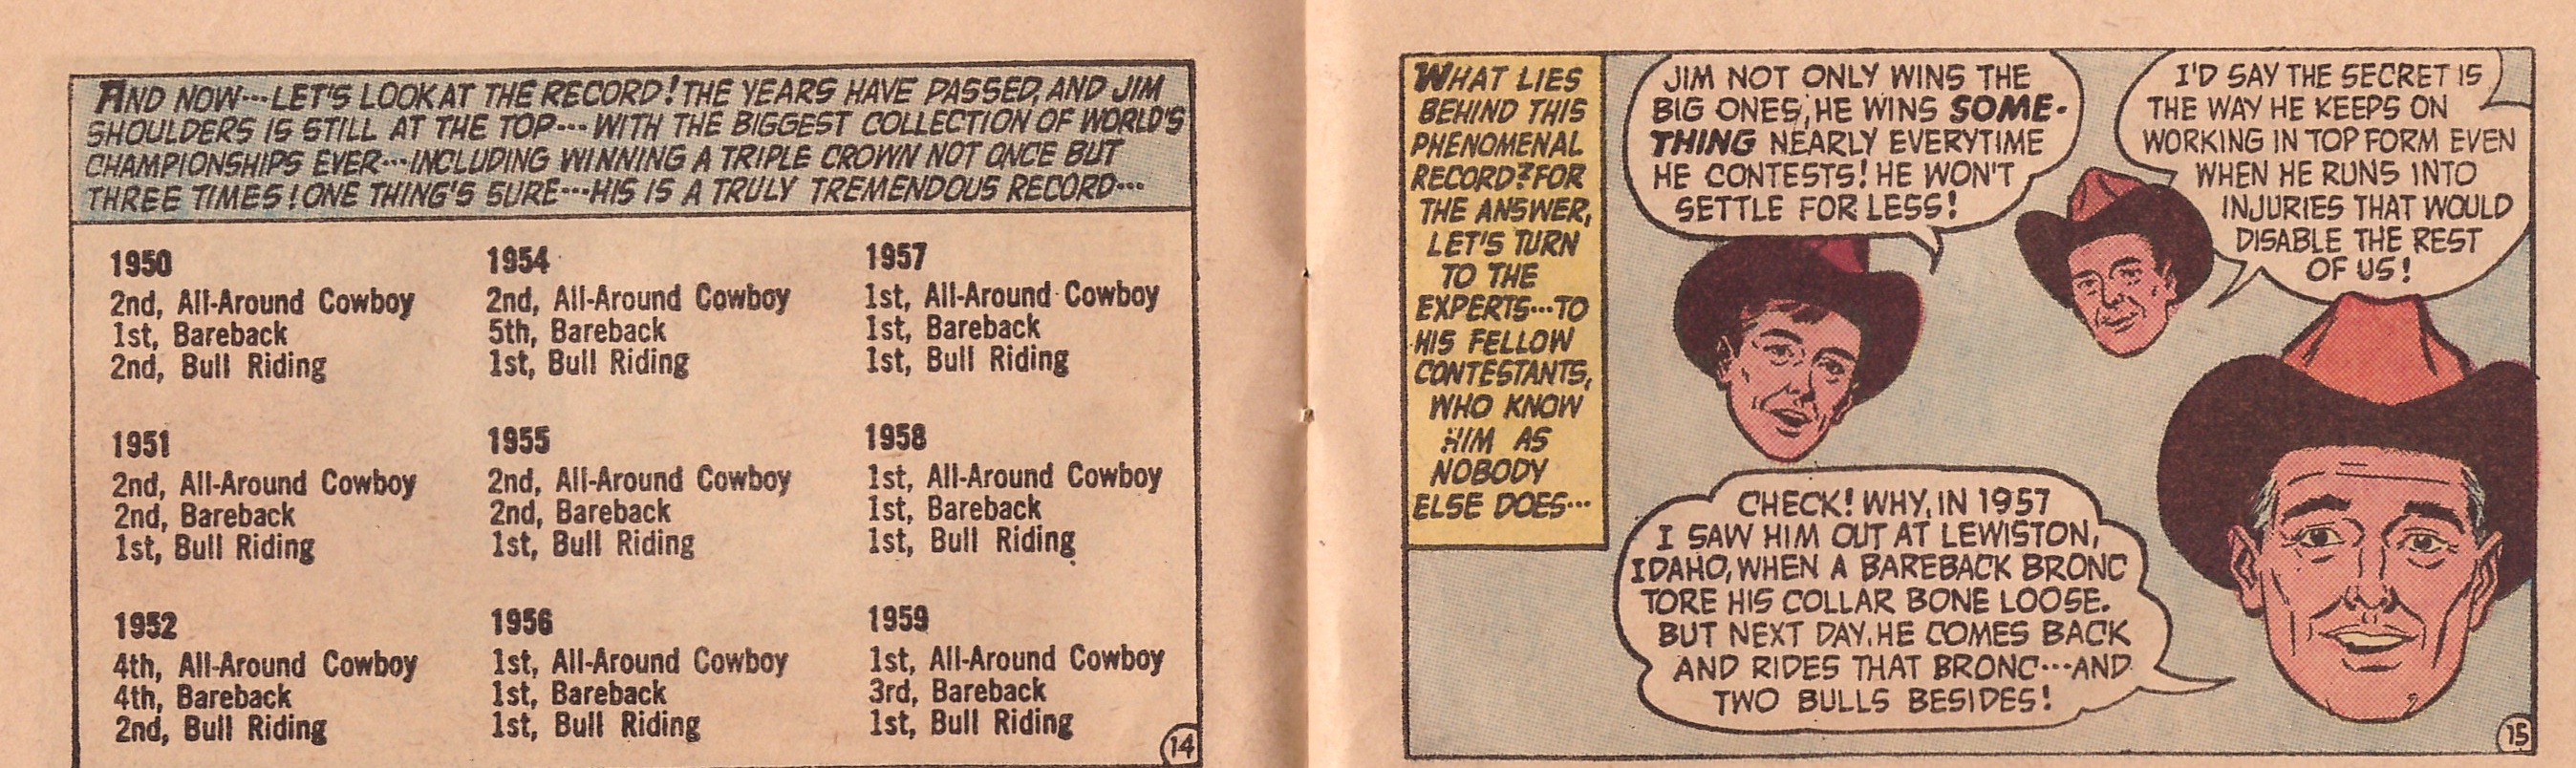 AND NOW---LET'S LOOK AT THE RECORD! THE YEARS HAVE PASSED, AND JIM
SHOULDERS IS STILL AT THE TOP---WITH THE BIGGEST COLLECTION OF WORLD'S
CHAMPIONSHIPS EVER---INCLUDING WINNING A TRIPLE CROWN NOT ONCE BUT
THREE TIMES! ONE THING'S SURE---HIS IS A TRULY TREMENDOUS RECORD---
1950
2nd, All-Around Cowboy
1st, Bareback
2nd, Bull Riding
1951
2nd, All-Around Cowboy
2nd, Bareback
1st, Bull Riding
1952
4th, All-Around Cowboy
4th, Bareback
2nd, Bull Riding
1954
2nd, All-Around Cowboy
5th, Bareback
1st, Bull Riding
1955
2nd, All-Around Cowboy
2nd, Bareback
1st, Bull Riding
1956
1st, All-Around Cowboy
1st, Bareback
1st, Bull Riding
1957
1st, All-Around Cowboy
1st, Bareback
1st, Bull Riding
1958
1st, All-Around Cowboy
1st, Bareback
1st, Bull Riding
1959
1st, All-Around Cowboy
3rd, Bareback
1st, Bull Riding
14
WHAT LIES
BEHIND THIS
PHENOMENAL
RECORD? FOR
THE ANSWER,
LET'S TURN
TO THE
EXPERTS---TO
HIS FELLOW
CONTESTANTS,
WHO KNOW
HIM AS
NOBODY
ELSE DOES---
JIM NOT ONLY WINS THE
BIG ONES, HE WINS SOME-
THING NEARLY EVERYTIME
HE CONTESTS! HE WON'T
SETTLE FOR LESS!
I'D SAY THE SECRET IS
THE WAY HE KEEPS ON
WORKING IN TOP FORM EVEN
WHEN HE RUNS INTO
INJURIES THAT WOULD
DISABLE THE REST
OF US!
CHECK! WHY, IN 1957
I SAW HIM OUT AT LEWISTON,
IDAHO, WHEN A BAREBACK BRONC
TORE HIS COLLAR BONE LOOSE.
BUT NEXT DAY, HE COMES BACK
AND RIDES THAT BRONC---AND
TWO BULLS BESIDES!
15